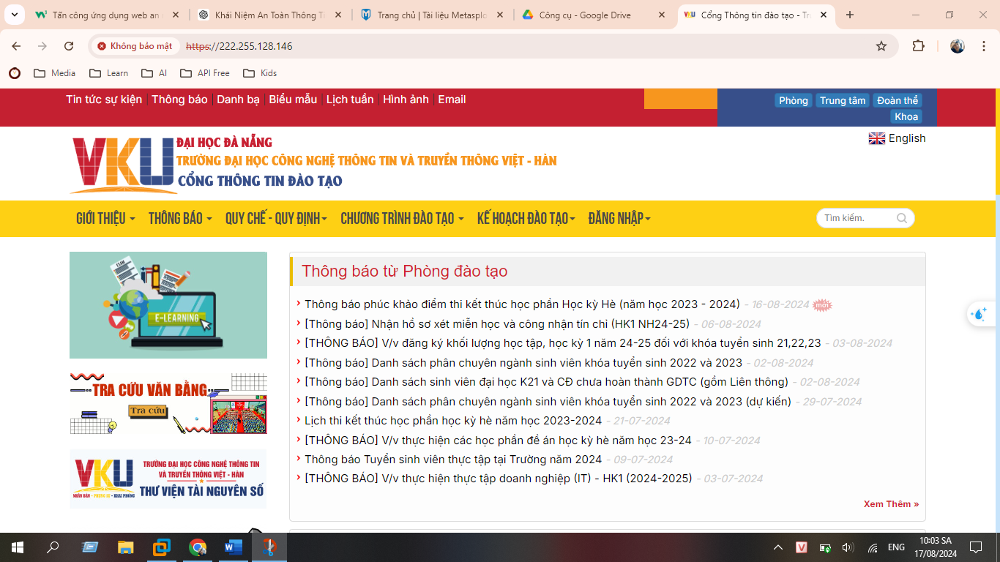 Tấn công ứng dụng web an
Khái Niệm An Toàn Thông Ti
Trang chủ | Tài liệu Metasplo
Công cụ - Google Drive
Cổng Thông tin đào tạo - Tr
Không bảo mật
https://222.255.128.146
Media
Learn
AI
API Free
Kids
Tin tức sự kiện | Thông báo | Danh bạ | Biểu mẫu | Lịch tuần | Hình ảnh | Email
Phòng
Trung tâm
Đoàn thể
Khoa
English
VKU
ĐẠI HỌC ĐÀ NẴNG
TRƯỜNG ĐẠI HỌC CÔNG NGHỆ THÔNG TIN VÀ TRUYỀN THÔNG VIỆT - HÀN
CỔNG THÔNG TIN ĐÀO TẠO
GIỚI THIỆU
THÔNG BÁO
QUY CHẾ - QUY ĐỊNH
CHƯƠNG TRÌNH ĐÀO TẠO
KẾ HOẠCH ĐÀO TẠO
ĐĂNG NHẬP
Tìm kiếm.
EXAM
E-LEARNING
TRA CỨU VĂN BẰNG
Tra cứu
VKU
TRƯỜNG ĐẠI HỌC CÔNG NGHỆ THÔNG TIN
VÀ TRUYỀN THÔNG VIỆT - HÀN
THƯ VIỆN TÀI NGUYÊN SỐ
NHÂN BẢN - PHỤNG SỰ - KHAI PHÓNG
Thông báo từ Phòng đào tạo
Thông báo phúc khảo điểm thi kết thúc học phần Học kỳ Hè (năm học 2023 - 2024) - 16-08-2024 mới
[Thông báo] Nhận hồ sơ xét miễn học và công nhận tín chỉ (HK1 NH24-25) - 06-08-2024
[THÔNG BÁO] V/v đăng ký khối lượng học tập, học kỳ 1 năm 24-25 đối với khóa tuyển sinh 21,22,23 - 03-08-2024
[Thông báo] Danh sách phân chuyên ngành sinh viên khóa tuyển sinh 2022 và 2023 - 02-08-2024
[Thông báo] Danh sách sinh viên đại học K21 và CĐ chưa hoàn thành GDTC (gồm Liên thông) - 02-08-2024
[Thông báo] Danh sách phân chuyên ngành sinh viên khóa tuyển sinh 2022 và 2023 (dự kiến) - 29-07-2024
Lịch thi kết thúc học phần học kỳ hè năm học 2023-2024 - 21-07-2024
[THÔNG BÁO] V/v thực hiện các học phần đề án học kỳ hè năm học 23-24 - 10-07-2024
Thông báo Tuyển sinh viên thực tập tại Trường năm 2024 - 09-07-2024
[THÔNG BÁO] V/v thực hiện thực tập doanh nghiệp (IT) - HK1 (2024-2025) - 03-07-2024
Xem Thêm »
ENG
10:03 SA
17/08/2024